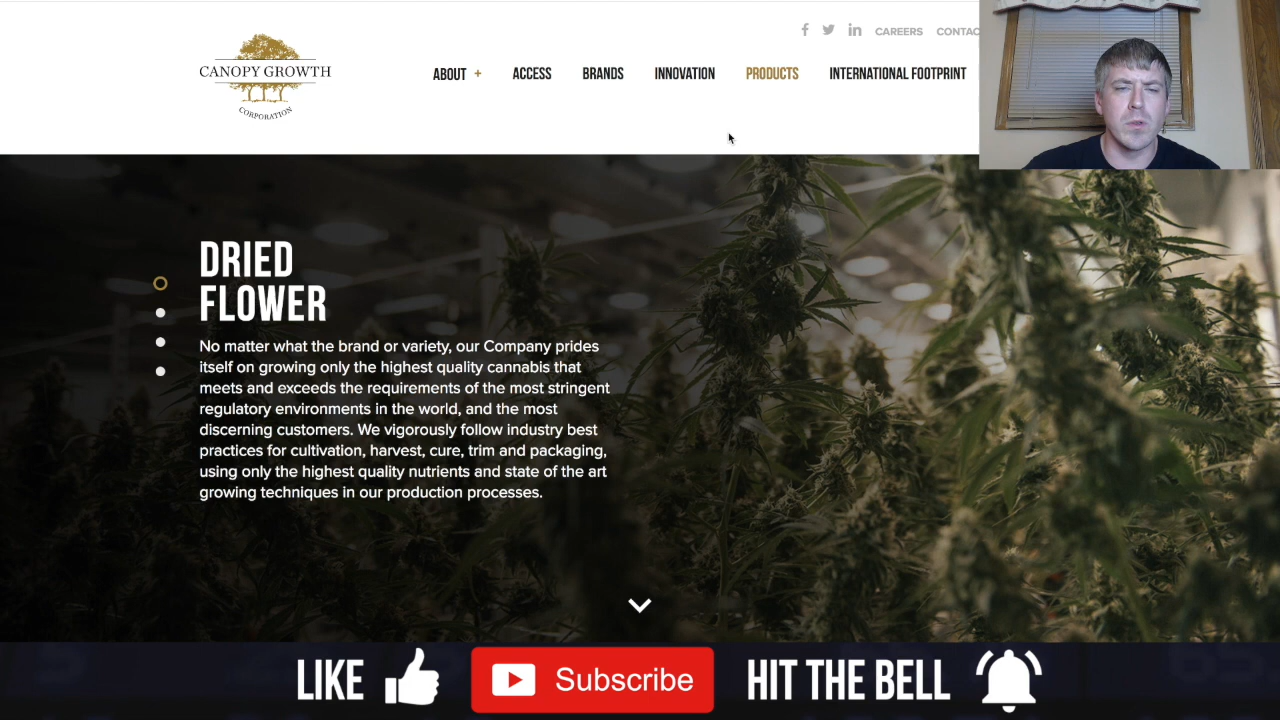 CAREERS CONTAC
CANOPY GROWTH
CORPORATION
ABOUT + ACCESS BRANDS INNOVATION PRODUCTS INTERNATIONAL FOOTPRINT
DRIED
FLOWER
No matter what the brand or variety, our Company prides
itself on growing only the highest quality cannabis that
meets and exceeds the requirements of the most stringent
regulatory environments in the world, and the most
discerning customers. We vigorously follow industry best
practices for cultivation, harvest, cure, trim and packaging,
using only the highest quality nutrients and state of the art
growing techniques in our production processes.
LIKE Subscribe HIT THE BELL